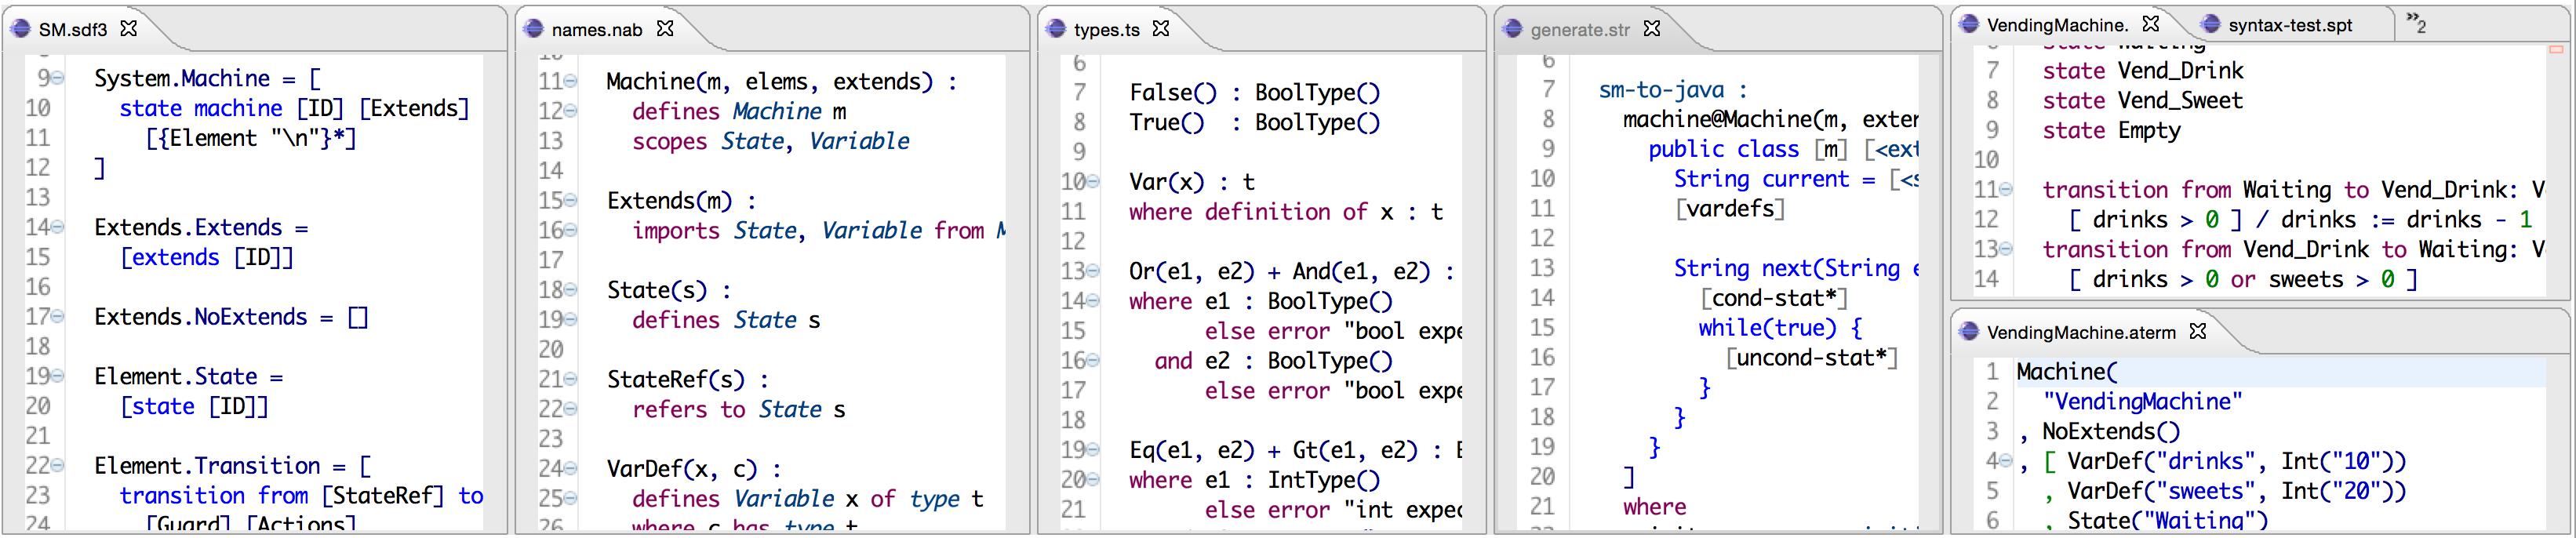 SM.sdf3
9 System.Machine = [
10 state machine [ID] [Extends]
11 [{Element "\n"}*]
12 ]
13
14 Extends.Extends =
15 [extends [ID]]
16
17 Extends.NoExtends = []
18
19 Element.State =
20 [state [ID]]
21
22 Element.Transition = [
23 transition from [StateRef] to
24 [Guard] [Actions]
names.nab
11 Machine(m, elems, extends) :
12 defines Machine m
13 scopes State, Variable
14
15 Extends(m) :
16 imports State, Variable from
17
18 State(s) :
19 defines State s
20
21 StateRef(s) :
22 refers to State s
23
24 VarDef(x, c) :
25 defines Variable x of type t
26 where c has type t
types.ts
6
7 False() : BoolType()
8 True() : BoolType()
9
10 Var(x) : t
11 where definition of x : t
12
13 Or(e1, e2) + And(e1, e2) :
14 where e1 : BoolType()
15 else error "bool expe
16 and e2 : BoolType()
17 else error "bool expe
18
19 Eq(e1, e2) + Gt(e1, e2) :
20 where e1 : IntType()
21 else error "int expec
generate.str
6
7 sm-to-java :
8 machine@Machine(m, exter
9 public class [m] [<ext
10 String current = [<s
11 [vardefs]
12
13 String next(String e
14 [cond-stat*]
15 while(true) {
16 [uncond-stat*]
17 }
18 }
19 }
20 ]
21 where
VendingMachine. syntax-test.spt »2
6 state Waiting
7 state Vend_Drink
8 state Vend_Sweet
9 state Empty
10
11 transition from Waiting to Vend_Drink: V
12 [ drinks > 0 ] / drinks := drinks - 1
13 transition from Vend_Drink to Waiting: V
14 [ drinks > 0 or sweets > 0 ]
VendingMachine.aterm
1 Machine(
2 "VendingMachine"
3 , NoExtends()
4 , [ VarDef("drinks", Int("10"))
5 , VarDef("sweets", Int("20"))
6 , State("Waiting")